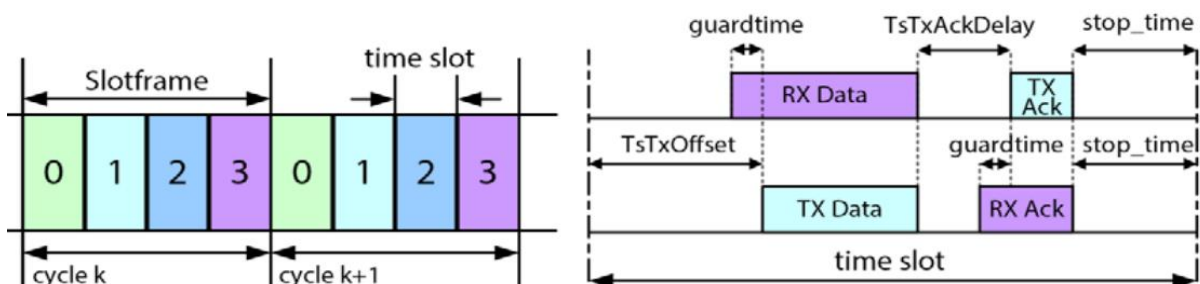 Slotframe
time slot
0 1 2 3 0 1 2 3
cycle k
cycle k+1
guardtime
TsTxAckDelay
stop_time
RX Data
TX
Ack
TsTxOffset
guardtime
stop_time
TX Data
RX Ack
time slot